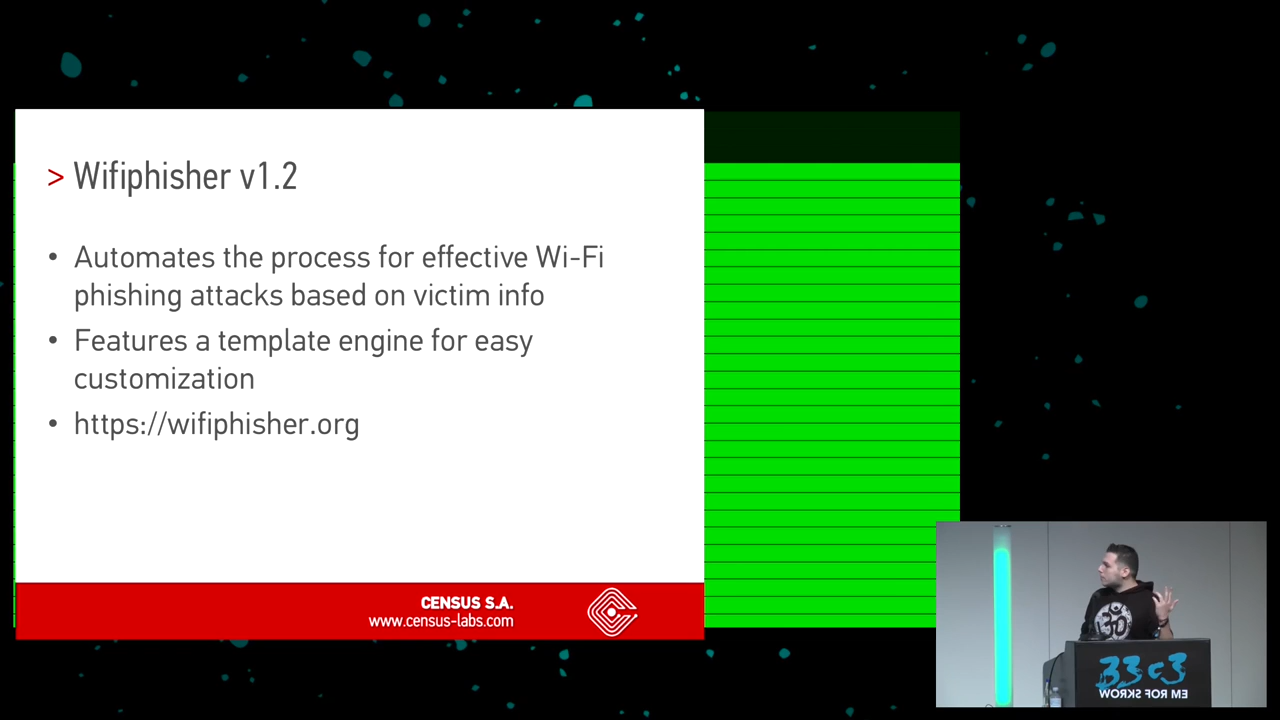 > Wifiphisher v1.2
• Automates the process for effective Wi-Fi
phishing attacks based on victim info
• Features a template engine for easy
customization
• https://wifiphisher.org
CENSUS S.A.
www.census-labs.com
33c3
WORKS FOR ME